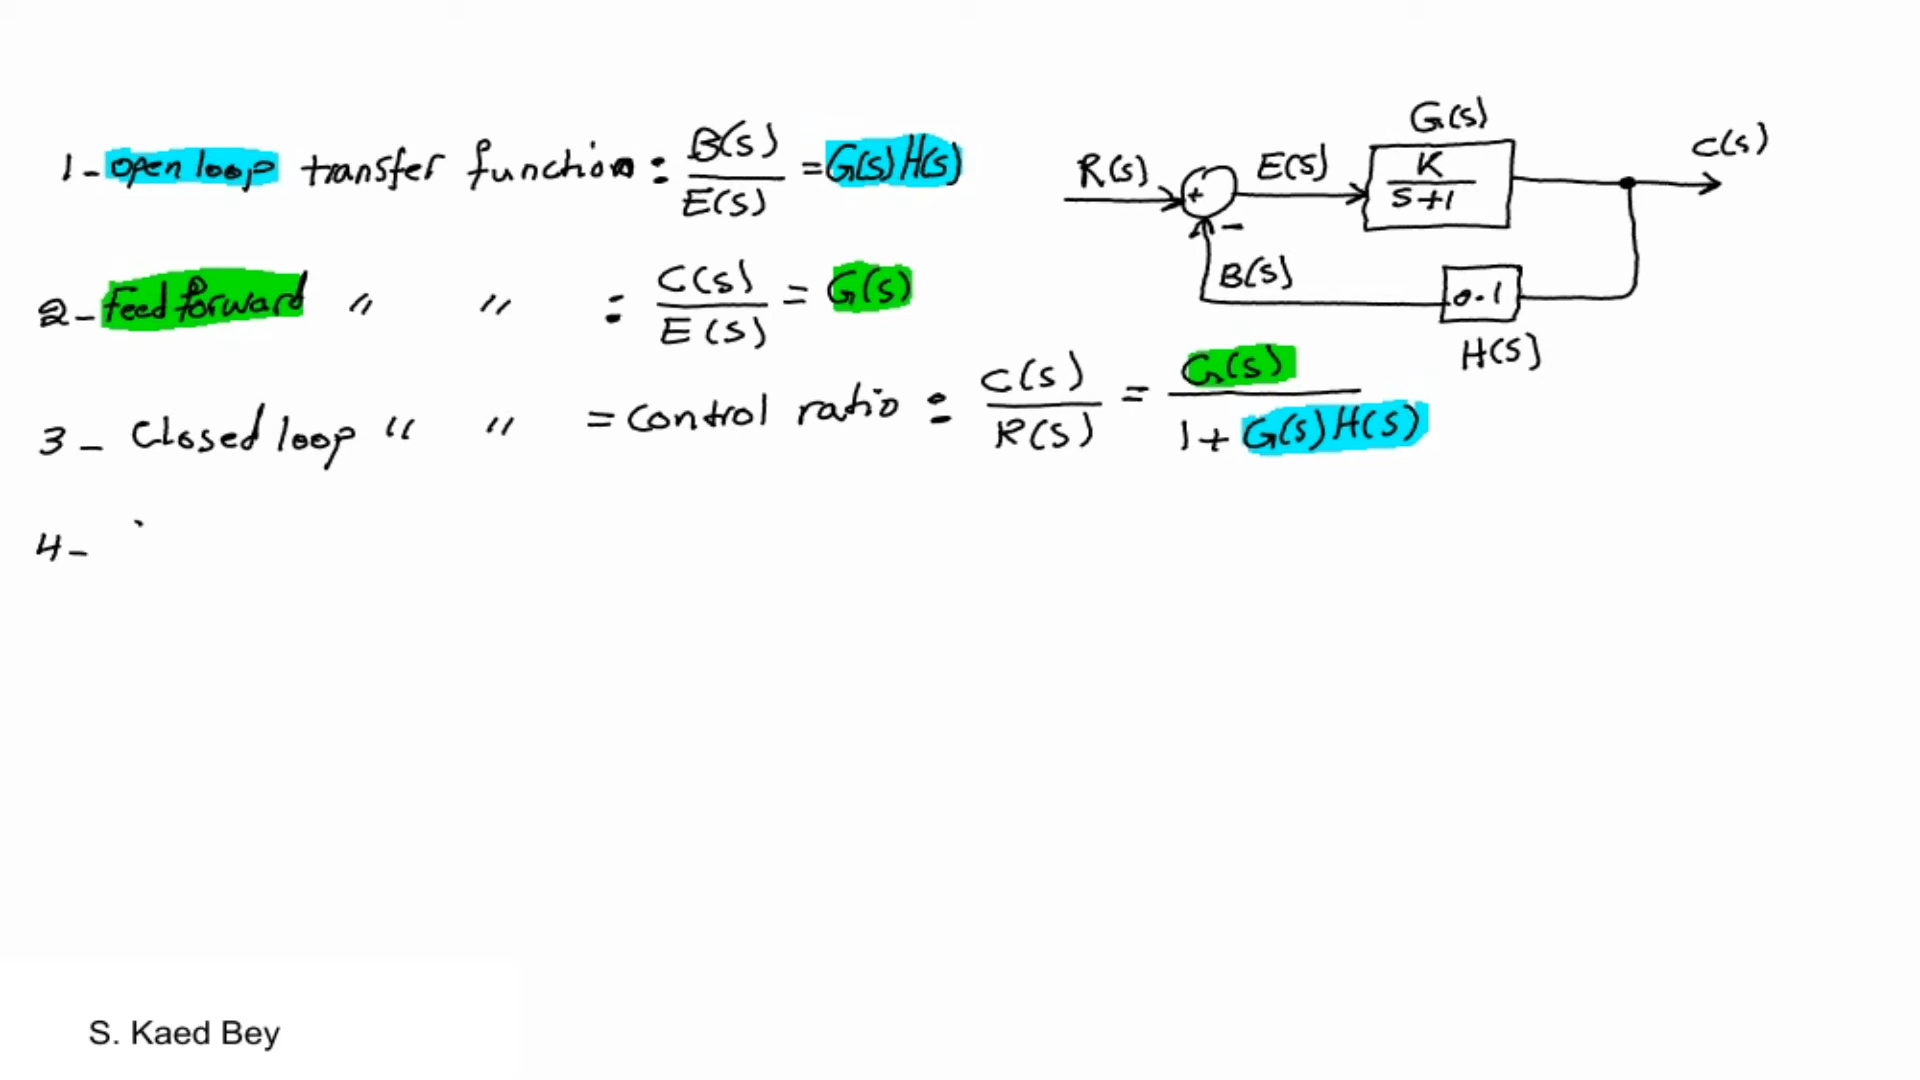 1- open loop transfer function : B(s)/E(s) = G(s) H(s)
2- feed forward " " : C(s)/E(s) = G(s)
3- Closed loop " " = Control ratio : C(s)/R(s) = G(s)/1+G(s)H(s)
4-
G(s)
R(s) + E(s) K/S+1 C(s)
-
B(s) 0.1
H(s)
S. Kaed Bey